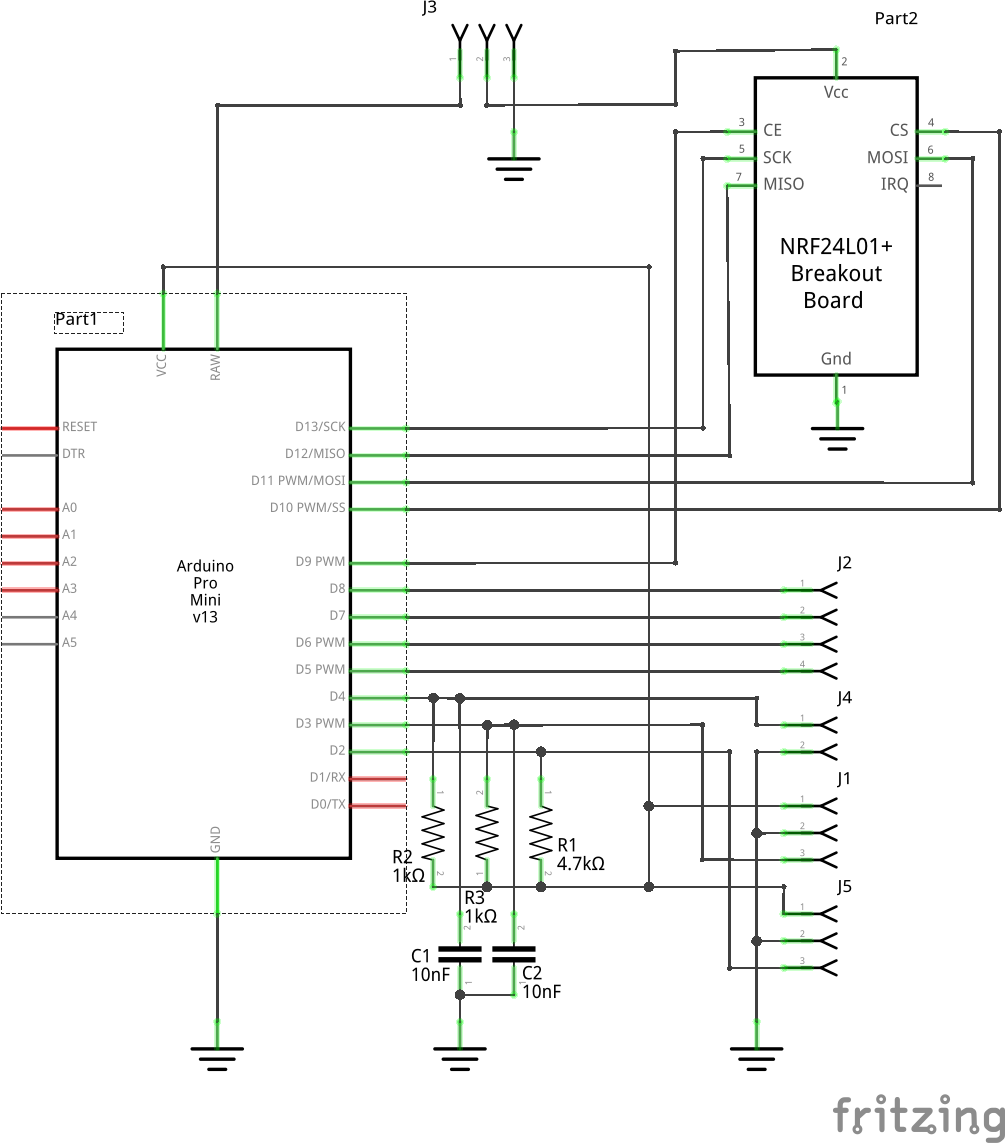 J3
1
2
3
Part2
2
Vcc
3
CE
CS
4
5
SCK
MOSI
6
7
MISO
IRQ
8
NRF24L01+
Breakout
Board
Gnd
1
Part1
VCC
RAW
RESET
DTR
A0
A1
A2
A3
A4
A5
Arduino
Pro
Mini
v13
D13/SCK
D12/MISO
D11 PWM/MOSI
D10 PWM/SS
D9 PWM
D8
D7
D6 PWM
D5 PWM
D4
D3 PWM
D2
D1/RX
D0/TX
GND
J2
1
2
3
4
J4
1
2
J1
1
2
3
J5
1
2
3
1
2
R2
1kΩ
2
1
R3
1kΩ
1
2
R1
4.7kΩ
2
1
C1
10nF
2
1
C2
10nF
fritzing